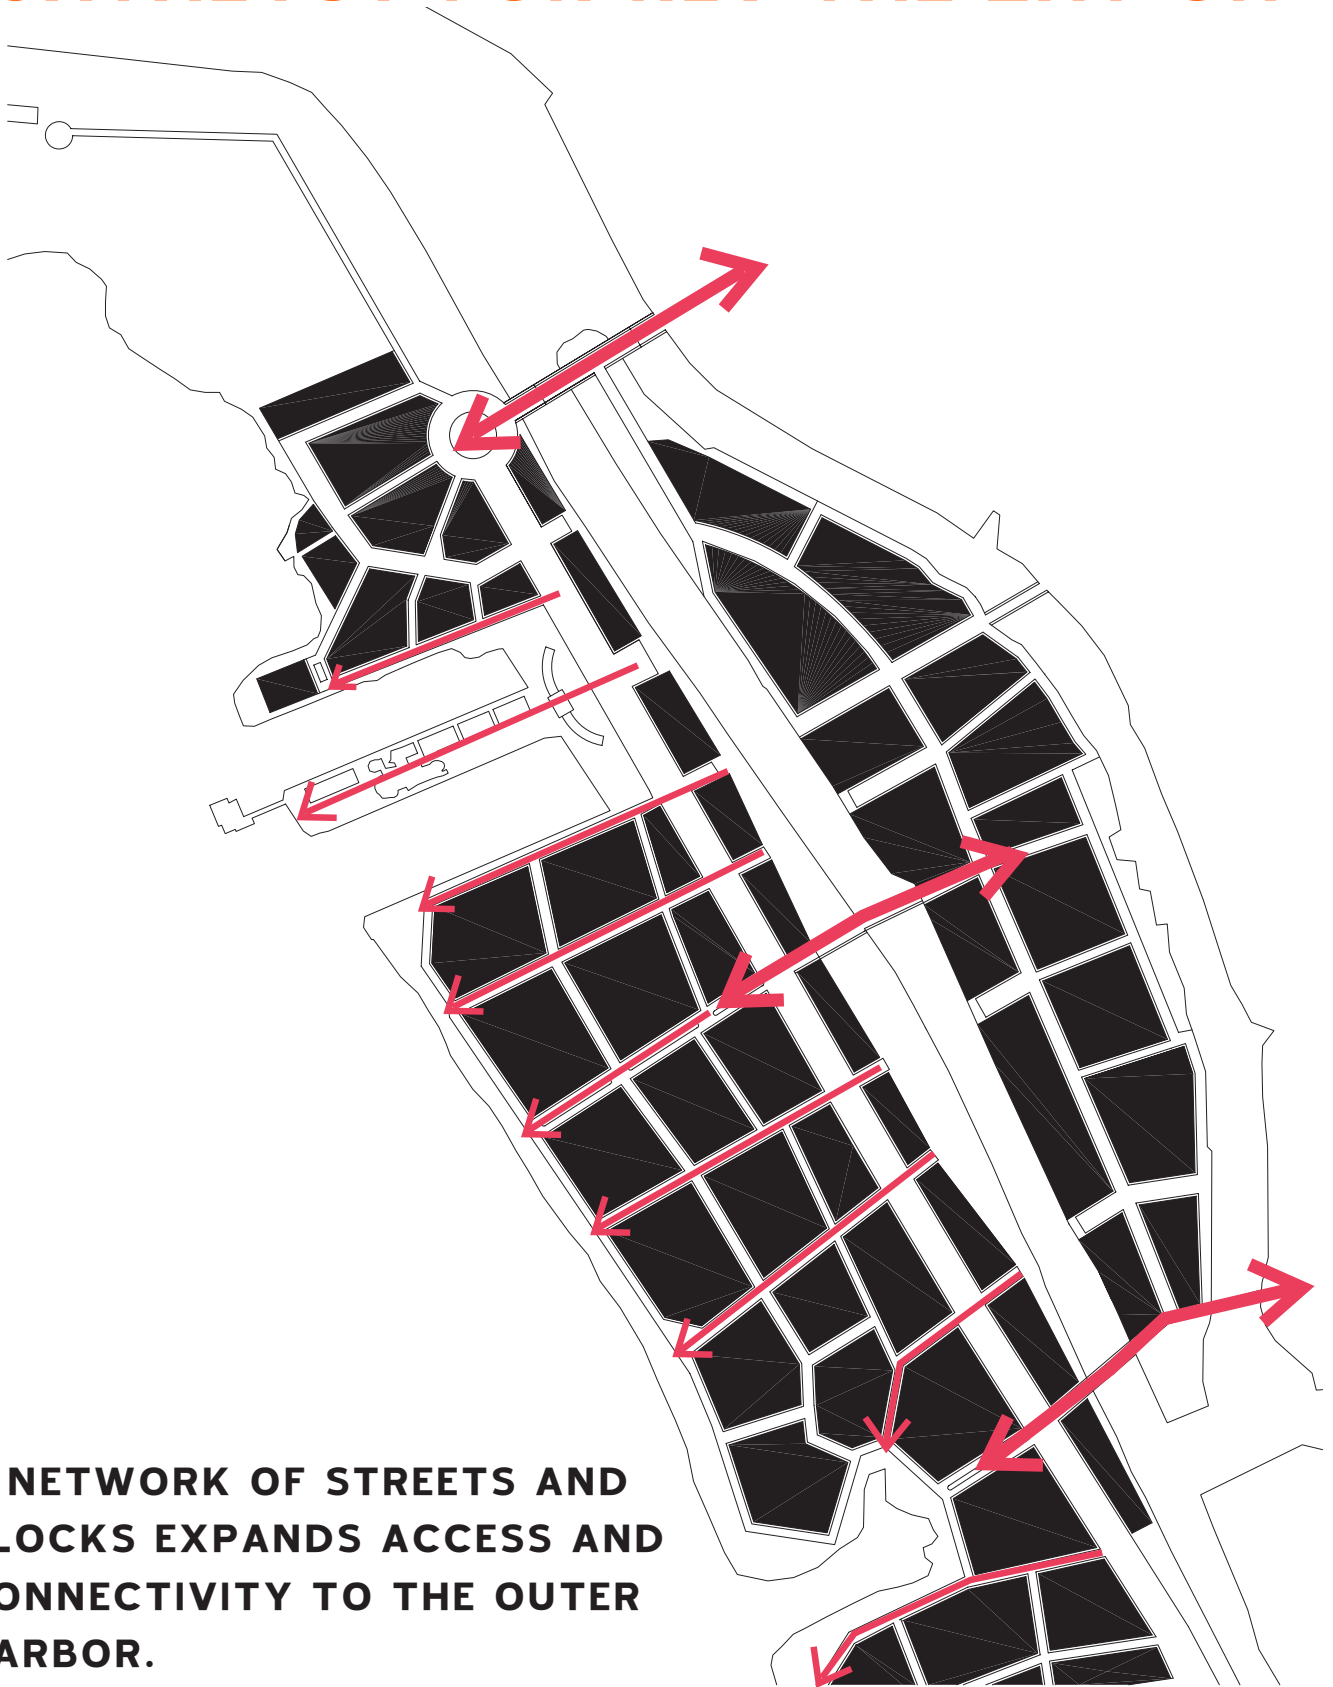 NETWORK OF STREETS AND
LOCKS EXPANDS ACCESS AND
ONNECTIVITY TO THE OUTER
ARBOR.